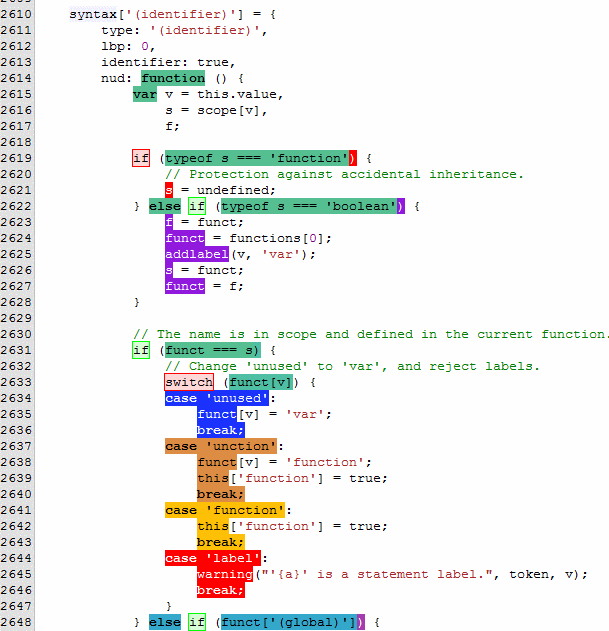 2610 syntax['(identifier)'] = {
2611 type: '(identifier)',
2612 lbp: 0,
2613 identifier: true,
2614 nud: function () {
2615 var v = this.value,
2616 s = scope[v],
2617 f;
2618
2619 if (typeof s === 'function') {
2620 // Protection against accidental inheritance.
2621 s = undefined;
2622 } else if (typeof s === 'boolean') {
2623 f = funct;
2624 funct = functions[0];
2625 addlabel(v, 'var');
2626 s = funct;
2627 funct = f;
2628 }
2629
2630 // The name is in scope and defined in the current function.
2631 if (funct === s) {
2632 // Change 'unused' to 'var', and reject labels.
2633 switch (funct[v]) {
2634 case 'unused':
2635 funct[v] = 'var';
2636 break;
2637 case 'unction':
2638 funct[v] = 'function';
2639 this['function'] = true;
2640 break;
2641 case 'function':
2642 this['function'] = true;
2643 break;
2644 case 'label':
2645 warning("'{a}' is a statement label.", token, v);
2646 break;
2647 }
2648 } else if (funct['(global)']) {